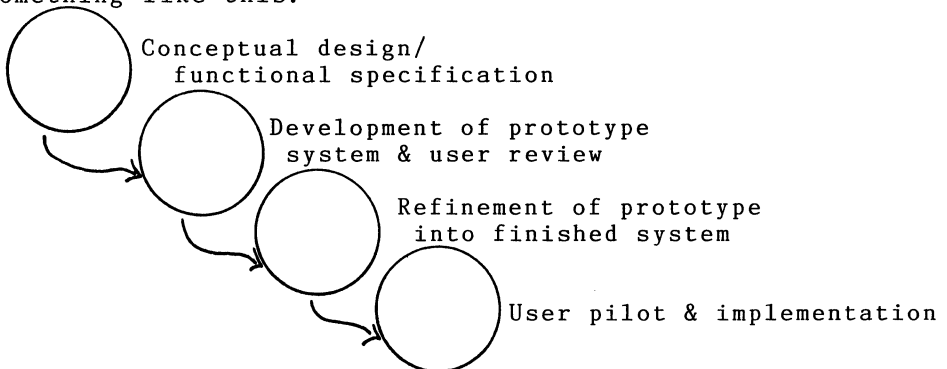 something like this:
Conceptual design/
functional specification
Development of prototype
system & user review
Refinement of prototype
into finished system
User pilot & implementation